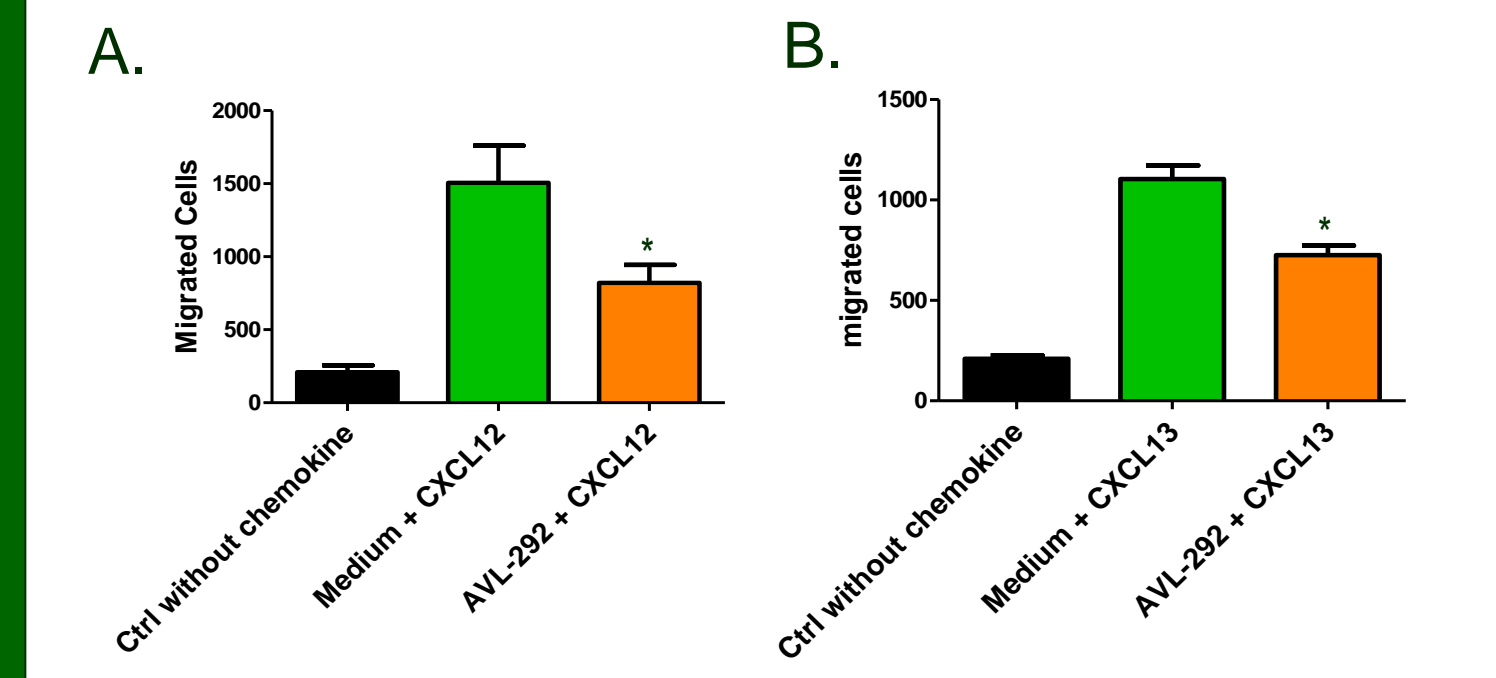 A.
2000
1500
1000
500
0
Migrated Cells
*
Ctrl without chemokine
Medium + CXCL12
AVL-292 + CXCL12
B.
1500
1000
500
0
migrated cells
*
Ctrl without chemokine
Medium + CXCL13
AVL-292 + CXCL13